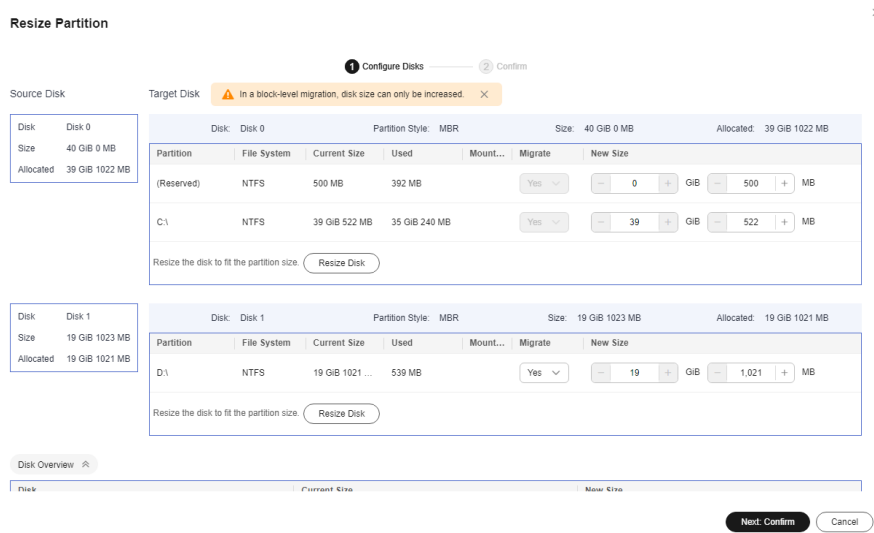 Resize Partition
1 Configure Disks 2 Confirm
Source Disk Target Disk In a block-level migration, disk size can only be increased.
Disk Disk 0
Size 40 GiB 0 MB
Allocated 39 GiB 1022 MB
Disk: Disk 0 Partition Style: MBR Size: 40 GiB 0 MB Allocated: 39 GiB 1022 MB
Partition File System Current Size Used Mount... Migrate New Size
(Reserved) NTFS 500 MB 392 MB Yes − 0 + GiB − 500 + MB
C:\ NTFS 39 GiB 522 MB 35 GiB 240 MB Yes − 39 + GiB − 522 + MB
Resize the disk to fit the partition size. Resize Disk
Disk Disk 1
Size 19 GiB 1023 MB
Allocated 19 GiB 1021 MB
Disk: Disk 1 Partition Style: MBR Size: 19 GiB 1023 MB Allocated: 19 GiB 1021 MB
Partition File System Current Size Used Mount... Migrate New Size
D:\ NTFS 19 GiB 1021 ... 539 MB Yes − 19 + GiB − 1,021 + MB
Resize the disk to fit the partition size. Resize Disk
Disk Overview
Disk Current Size New Size
Next: Confirm Cancel